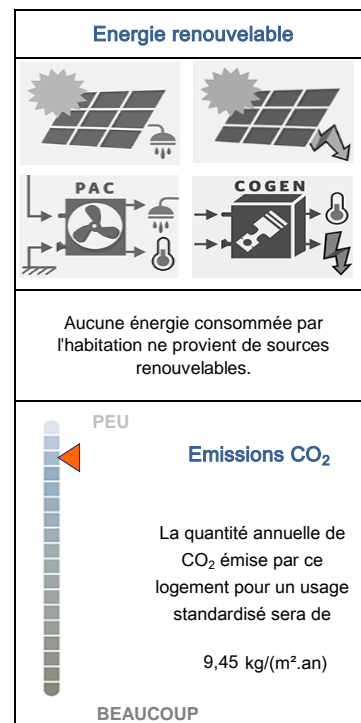 Energie renouvelable
PAC
COGEN
Aucune énergie consommée par
l'habitation ne provient de sources
renouvelables.
PEU
Emissions CO₂
La quantité annuelle de
CO₂ émise par ce
logement pour un usage
standardisé sera de
9,45 kg/(m².an)
BEAUCOUP